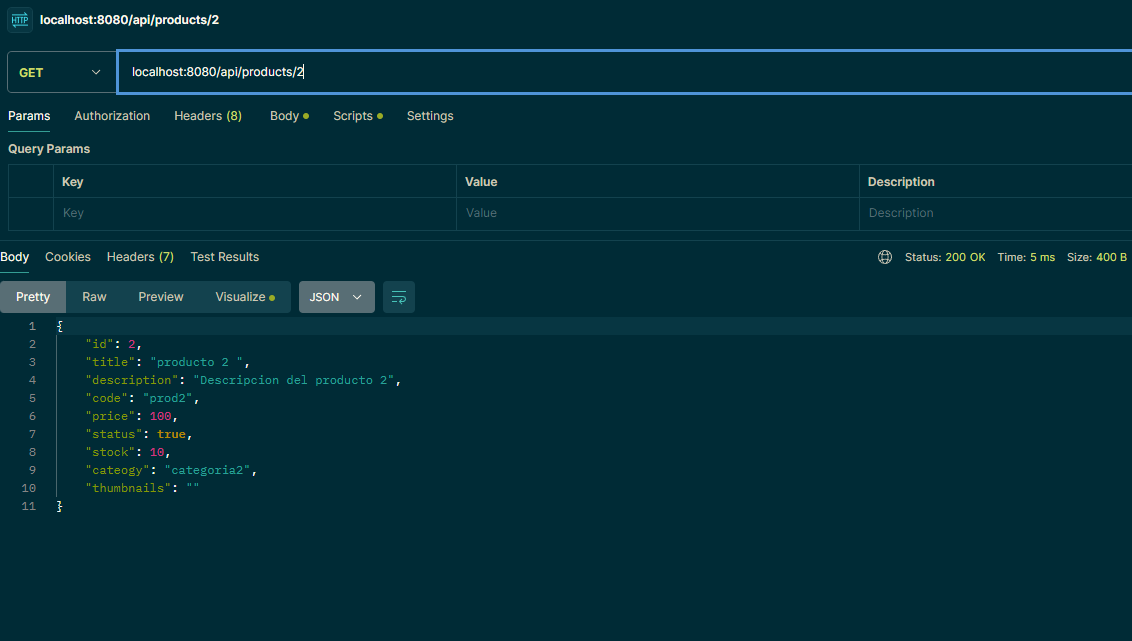 HTTP localhost:8080/api/products/2
GET localhost:8080/api/products/2
Params Authorization Headers (8) Body Scripts Settings
Query Params
Key Value Description
Key Value Description
Body Cookies Headers (7) Test Results Status: 200 OK Time: 5 ms Size: 400 B
Pretty Raw Preview Visualize JSON
1 {
2 "id": 2,
3 "title": "producto 2 ",
4 "description": "Descripcion del producto 2",
5 "code": "prod2",
6 "price": 100,
7 "status": true,
8 "stock": 10,
9 "cateogy": "categoria2",
10 "thumbnails": ""
11 }